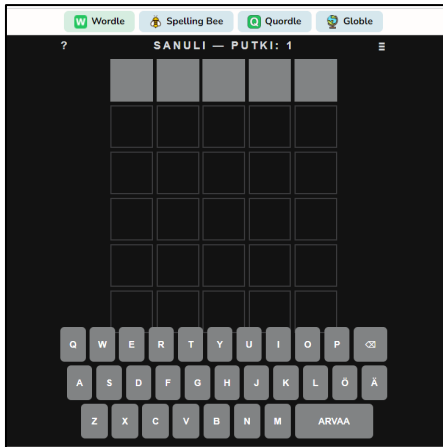 W Wordle Spelling Bee Q Quordle Globle
? SANULI — PUTKI: 1 ≡
Q W E R T Y U I O P ⌫
A S D F G H J K L Ö Ä
Z X C V B N M ARVAA